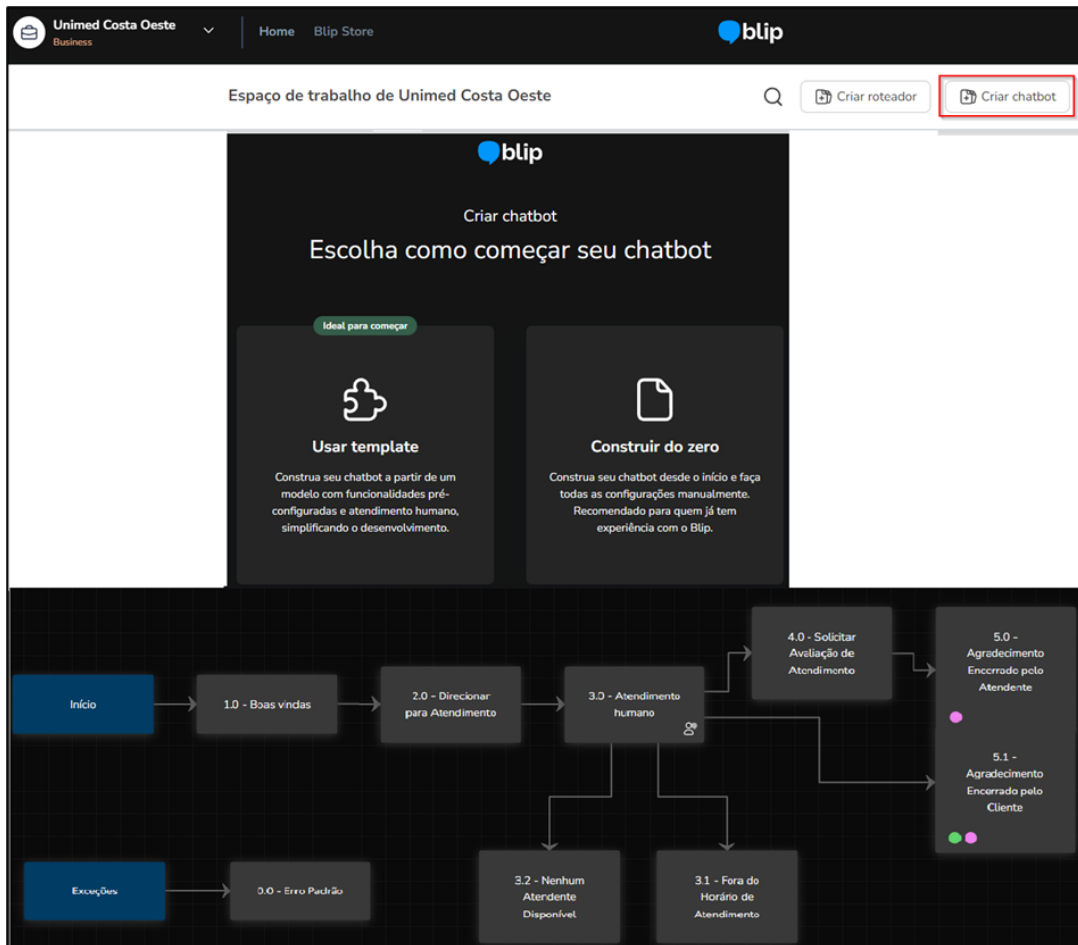 Unimed Costa Oeste
Business
Home
Blip Store
blip
Espaço de trabalho de Unimed Costa Oeste
Criar roteador
Criar chatbot
blip
Criar chatbot
Escolha como começar seu chatbot
Ideal para começar
Usar template
Construa seu chatbot a partir de um
modelo com funcionalidades pré-
configuradas e atendimento humano,
simplificando o desenvolvimento.
Construir do zero
Construa seu chatbot desde o início e faça
todas as configurações manualmente.
Recomendado para quem já tem
experiência com o Blip.
Início
1.0 - Boas vindas
2.0 - Direcionar
para Atendimento
3.0 - Atendimento
humano
4.0 - Solicitar
Avaliação de
Atendimento
5.0 -
Agradecimento
Encerrado pelo
Atendente
5.1 -
Agradecimento
Encerrado pelo
Cliente
Exceções
0.0 - Erro Padrão
3.2 - Nenhum
Atendente
Disponível
3.1 - Fora do
Horário de
Atendimento